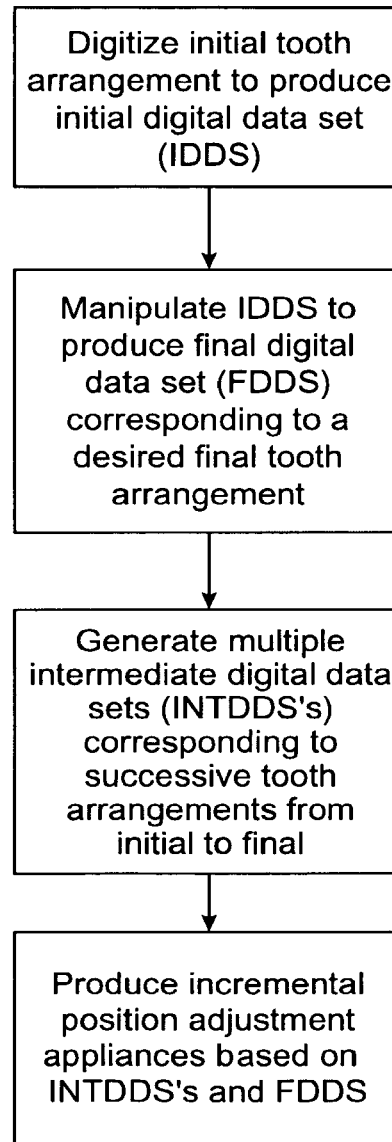 Digitize initial tooth
arrangement to produce
initial digital data set
(IDDS)
Manipulate IDDS to
produce final digital
data set (FDDS)
corresponding to a
desired final tooth
arrangement
Generate multiple
intermediate digital data
sets (INTDDS's)
corresponding to
successive tooth
arrangements from
initial to final
Produce incremental
position adjustment
appliances based on
INTDDS's and FDDS